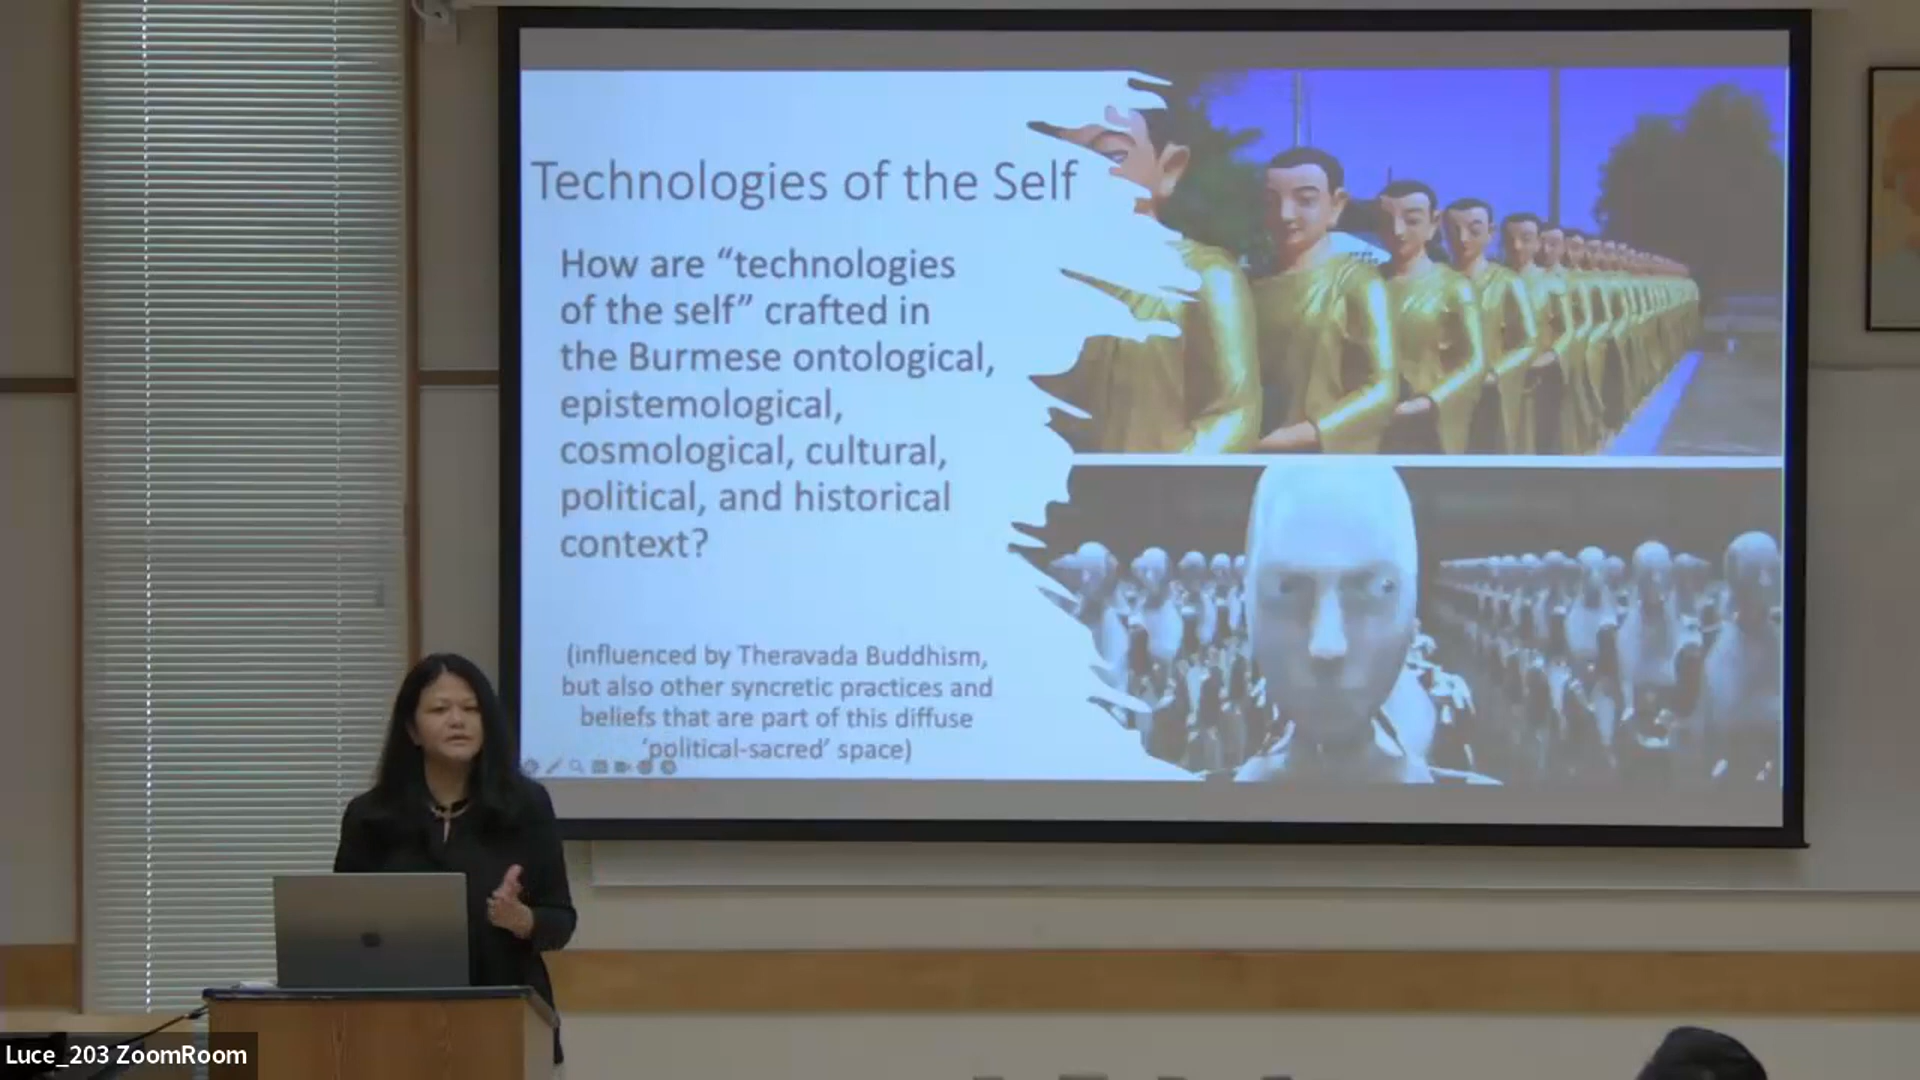 Technologies of the Self
How are “technologies
of the self” crafted in
the Burmese ontological,
epistemological,
cosmological, cultural,
political, and historical
context?
(influenced by Theravada Buddhism,
but also other syncretic practices and
beliefs that are part of this diffuse
‘political-sacred’ space)
Luce_203 ZoomRoom